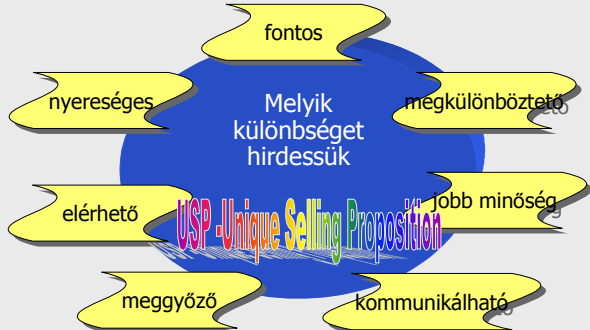 fontos
nyereséges
megkülönböztető
Melyik
különbséget
hirdessük
elérhető
jobb minőség
USP -Unique Selling Proposition
meggyőző
kommunikálható